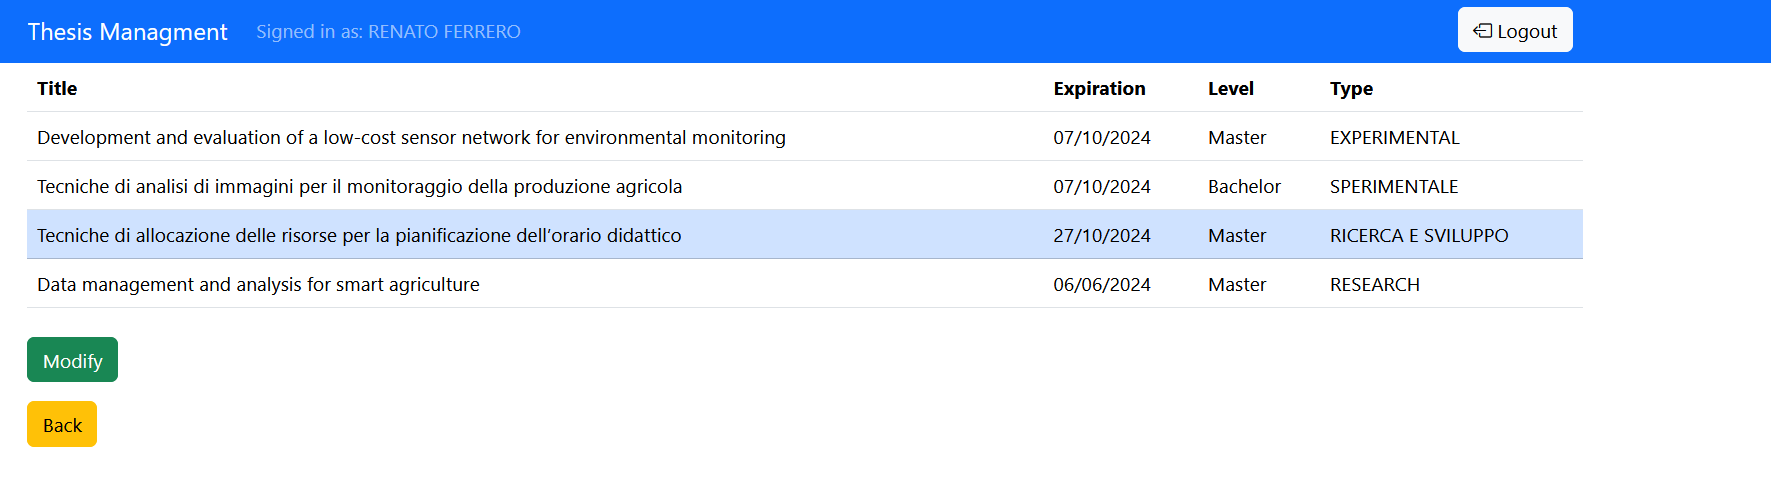 Thesis Managment Signed in as: RENATO FERRERO Logout
Title Expiration Level Type
Development and evaluation of a low-cost sensor network for environmental monitoring 07/10/2024 Master EXPERIMENTAL
Tecniche di analisi di immagini per il monitoraggio della produzione agricola 07/10/2024 Bachelor SPERIMENTALE
Tecniche di allocazione delle risorse per la pianificazione dell'orario didattico 27/10/2024 Master RICERCA E SVILUPPO
Data management and analysis for smart agriculture 06/06/2024 Master RESEARCH
Modify
Back